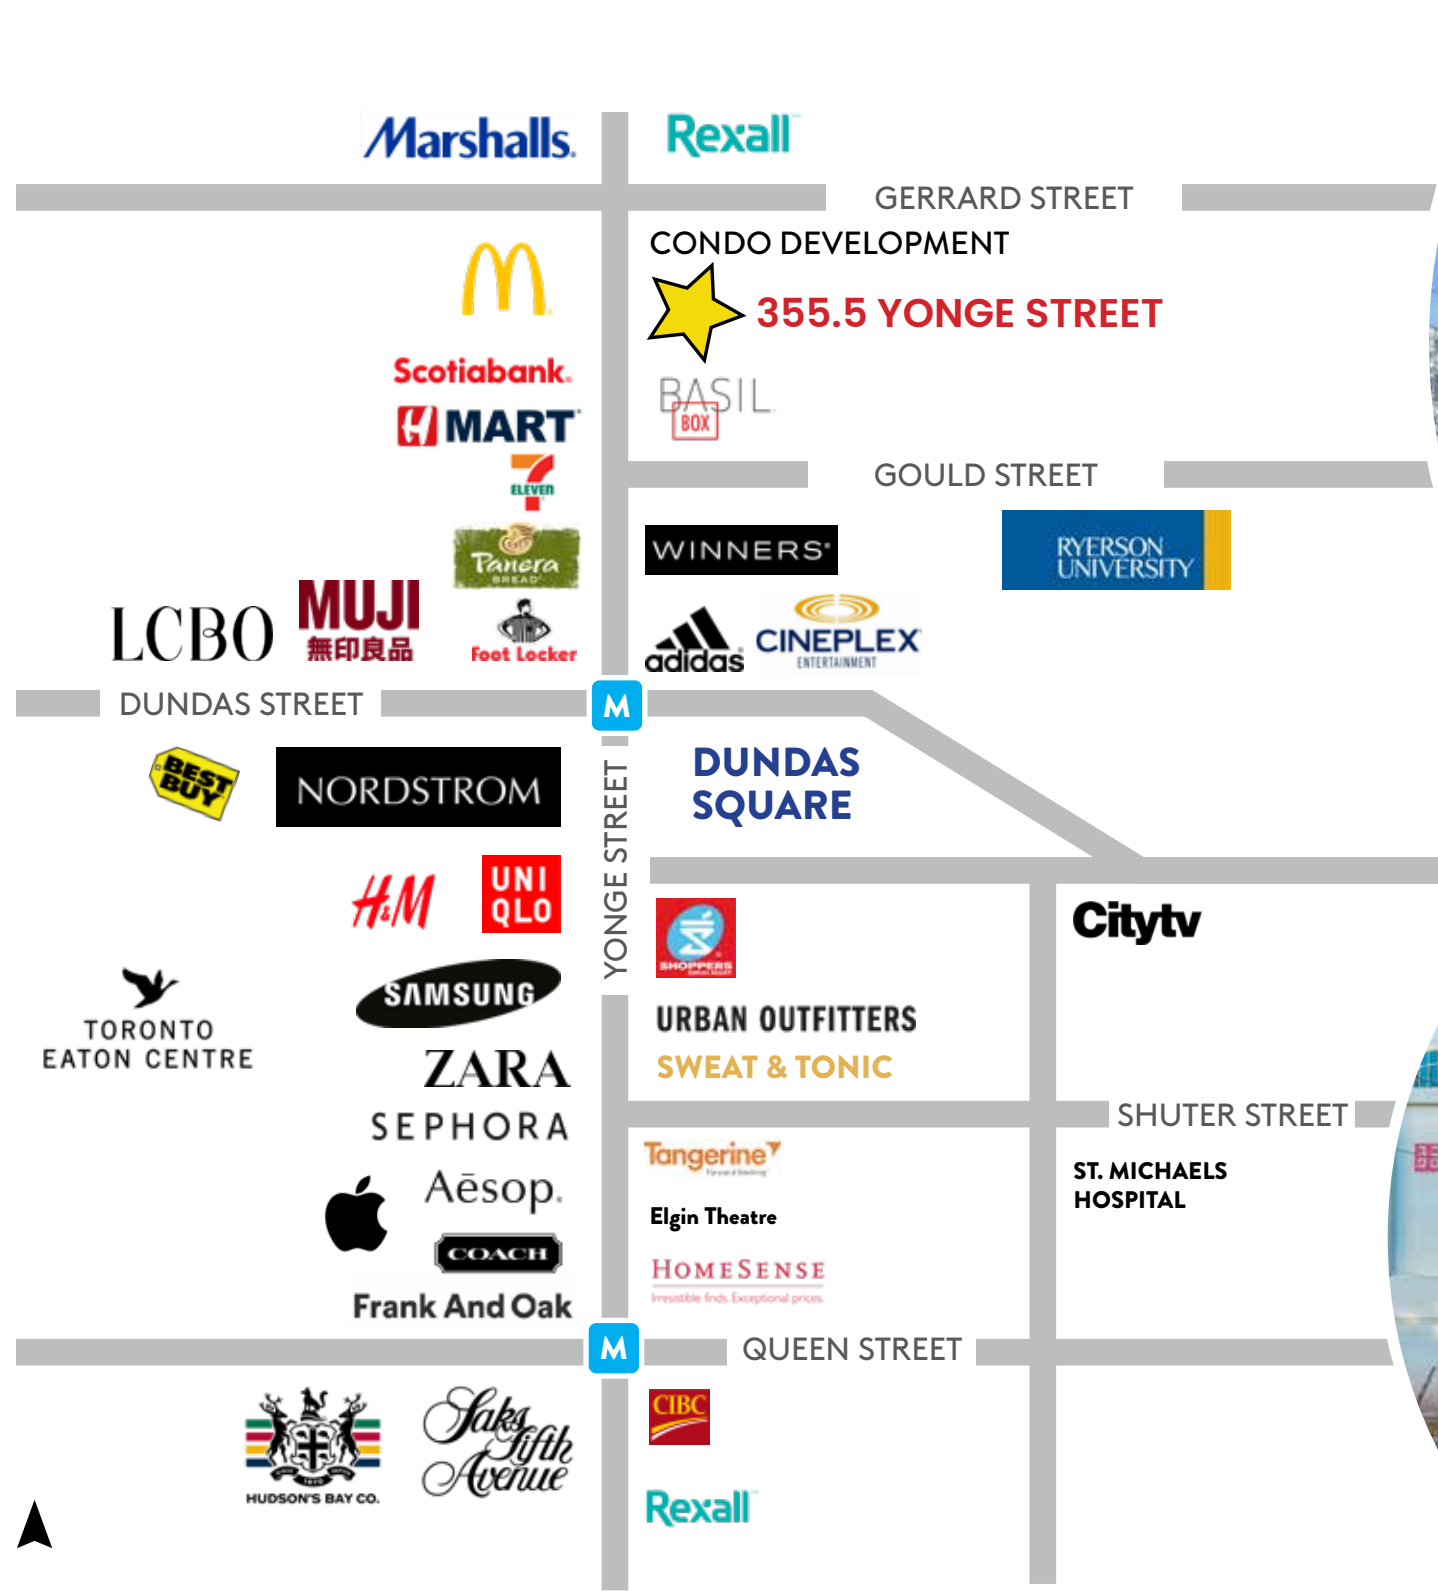 Marshalls.
Rexall
GERRARD STREET
CONDO DEVELOPMENT
355.5 YONGE STREET
Scotiabank
BASIL
BOX
H MART
7
ELEVEN
GOULD STREET
Panera
BREAD
WINNERS
RYERSON
UNIVERSITY
LCBO
MUJI
無印良品
Foot Locker
adidas
CINEPLEX
ENTERTAINMENT
DUNDAS STREET
M
BEST
BUY
NORDSTROM
DUNDAS
SQUARE
YONGE STREET
H&M
UNI
QLO
SHOPPERS
Citytv
TORONTO
EATON CENTRE
SAMSUNG
URBAN OUTFITTERS
ZARA
SWEAT & TONIC
SEPHORA
SHUTER STREET
Tangerine
Aēsop.
ST. MICHAELS
HOSPITAL
Elgin Theatre
COACH
HOMESENSE
Irresistible finds. Exceptional prices.
Frank And Oak
M
QUEEN STREET
CIBC
Saks
Fifth
Avenue
HUDSON'S BAY CO.
Rexall